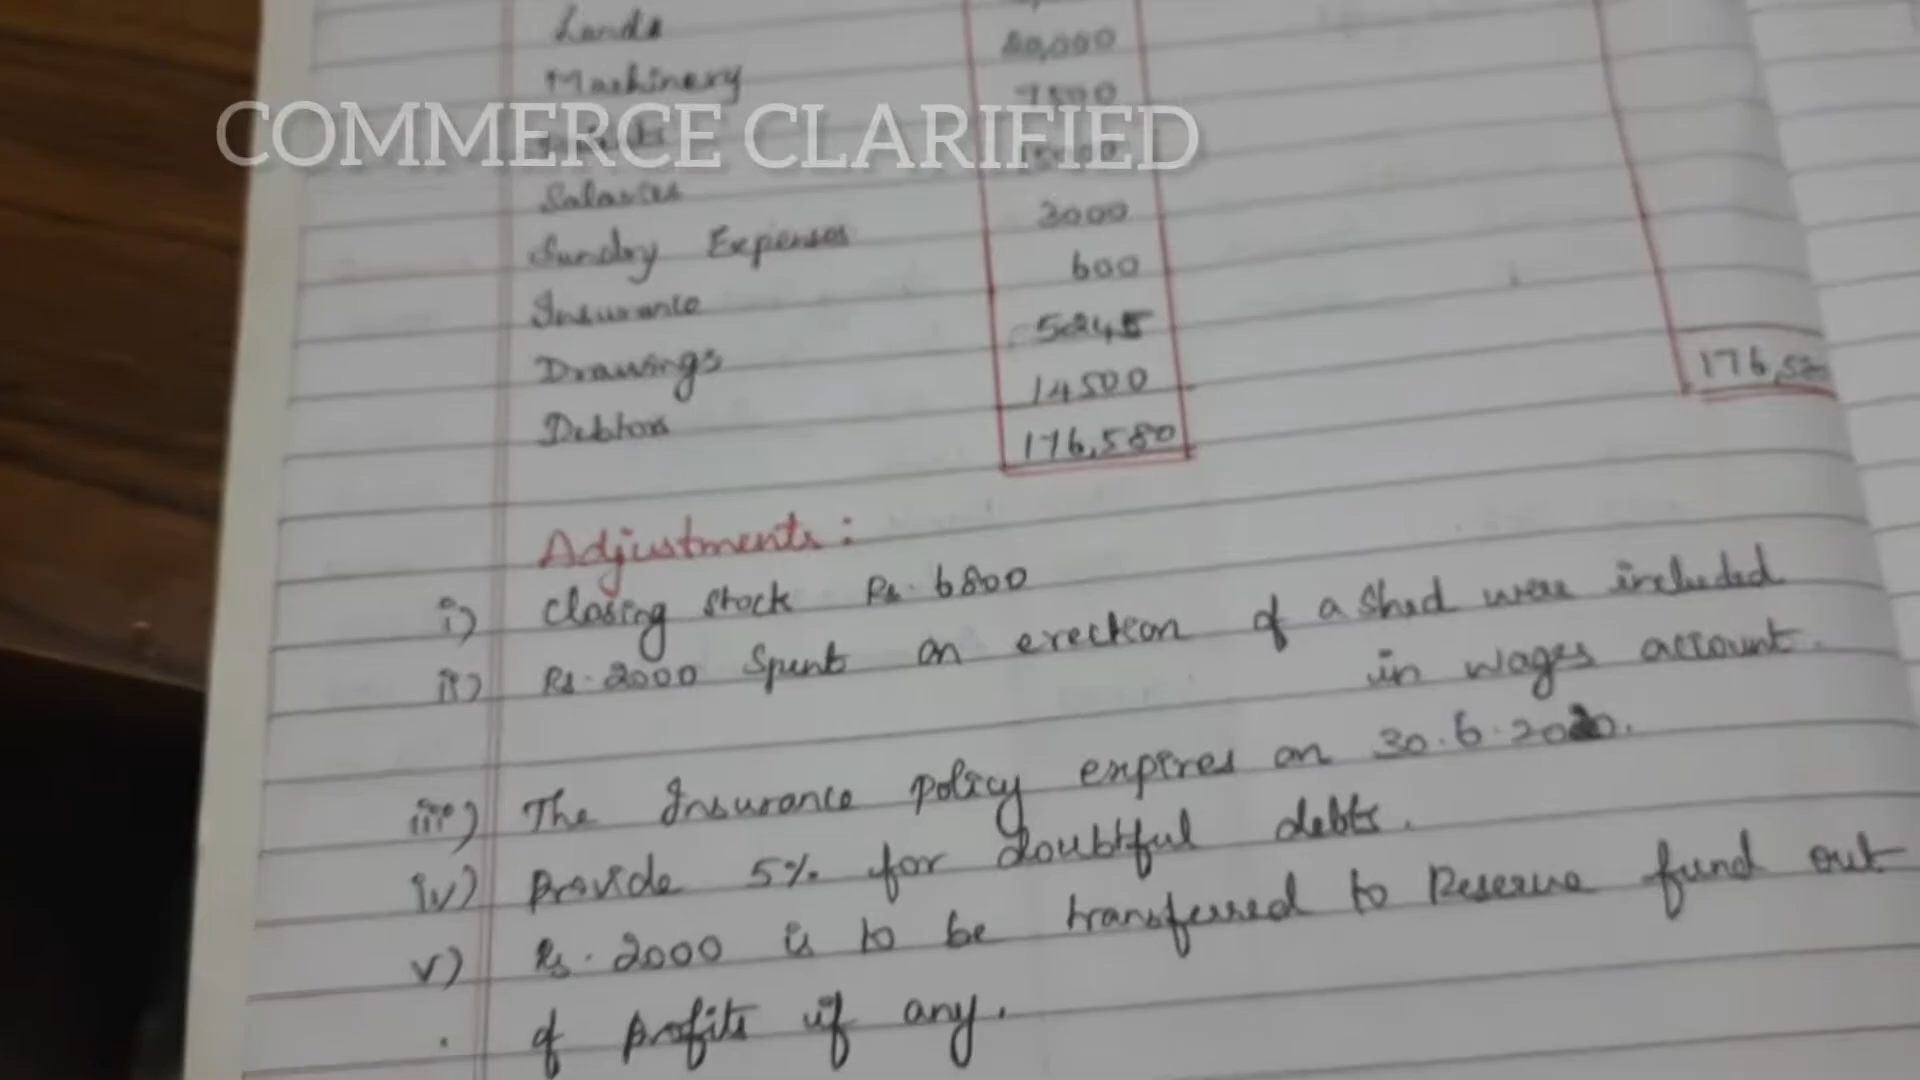 Lands
80,000
Machinery
7500
COMMERCE CLARIFIED
Salaries
3000
Sundry Expenses
600
Insurance
5245
Drawings
14500
176,580
Debtors
176,580
Adjustments:
i) Closing stock Rs. 6800
ii) Rs. 2000 Spent on erection of a Shed were included
in wages account.
iii) The Insurance policy expires on 30.6.2020.
iv) Provide 5% for doubtful debts.
v) Rs. 2000 is to be transferred to Reserve fund out
of profits if any.